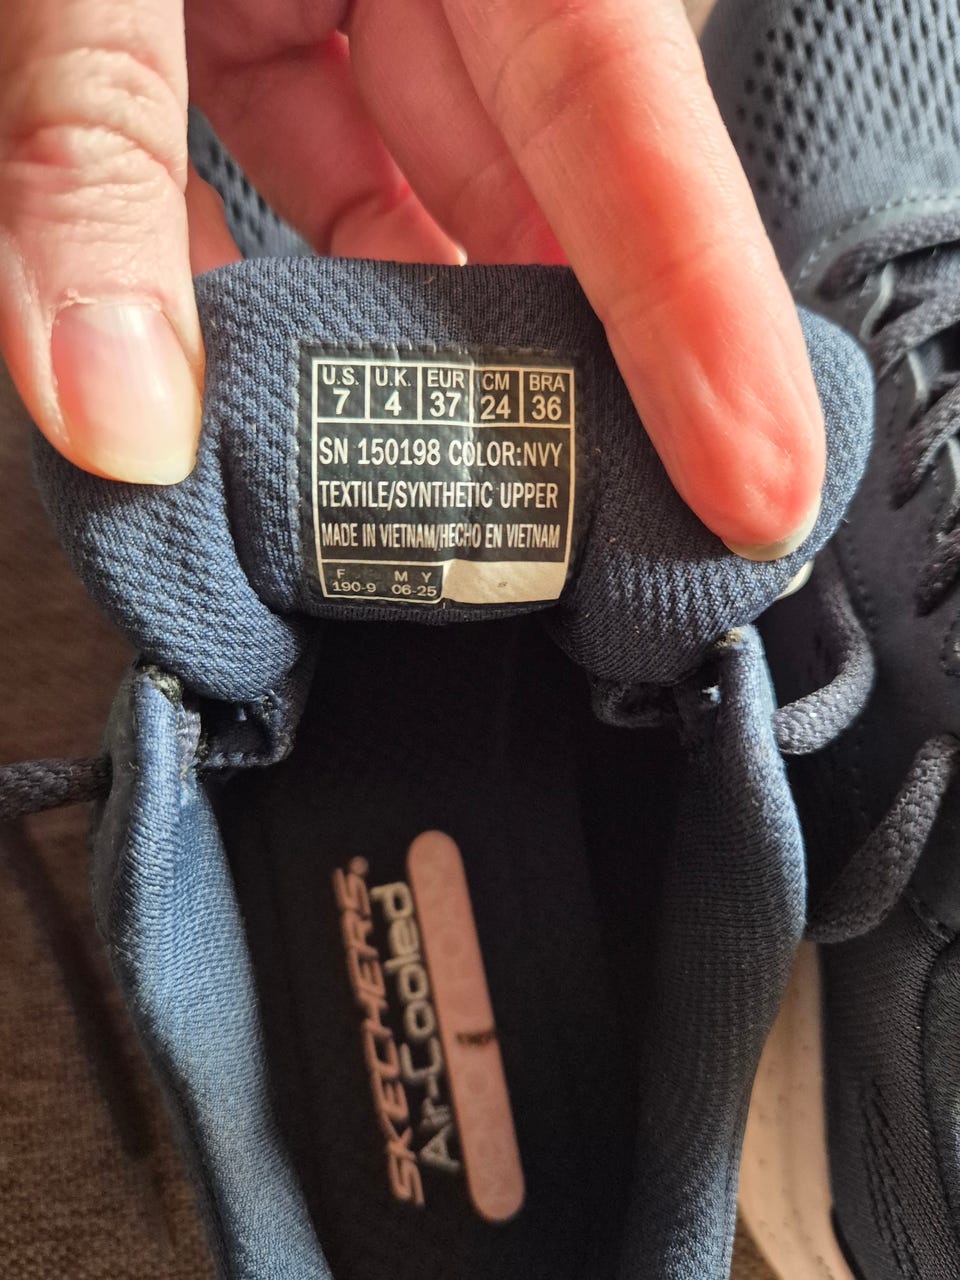 U.S. U.K. EUR CM BRA
7 4 37 24 36
SN 150198 COLOR:NVY
TEXTILE/SYNTHETIC UPPER
MADE IN VIETNAM/HECHO EN VIETNAM
F M Y
190-9 06-25
SKECHERS
Air-Cooled